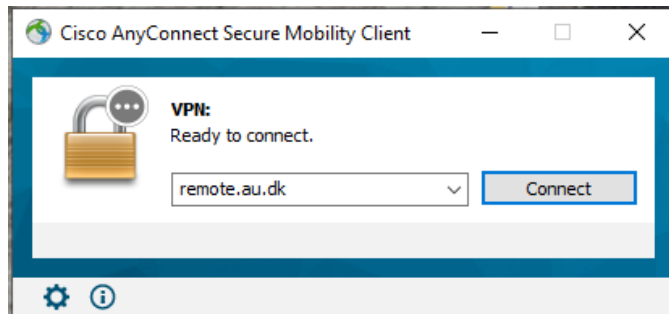 Cisco AnyConnect Secure Mobility Client
VPN:
Ready to connect.
remote.au.dk
Connect